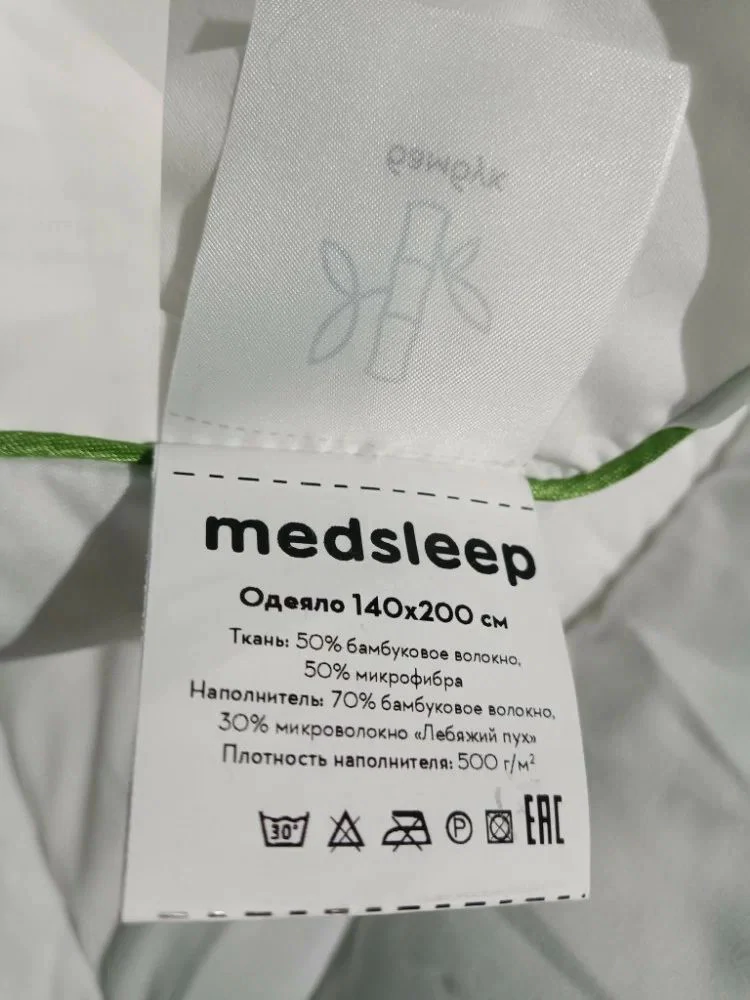 бамбук
medsleep
Одеяло 140х200 см
Ткань: 50% бамбуковое волокно,
50% микрофибра
Наполнитель: 70% бамбуковое волокно,
30% микроволокно «Лебяжий пух»
Плотность наполнителя: 500 г/м²
30° P EAC